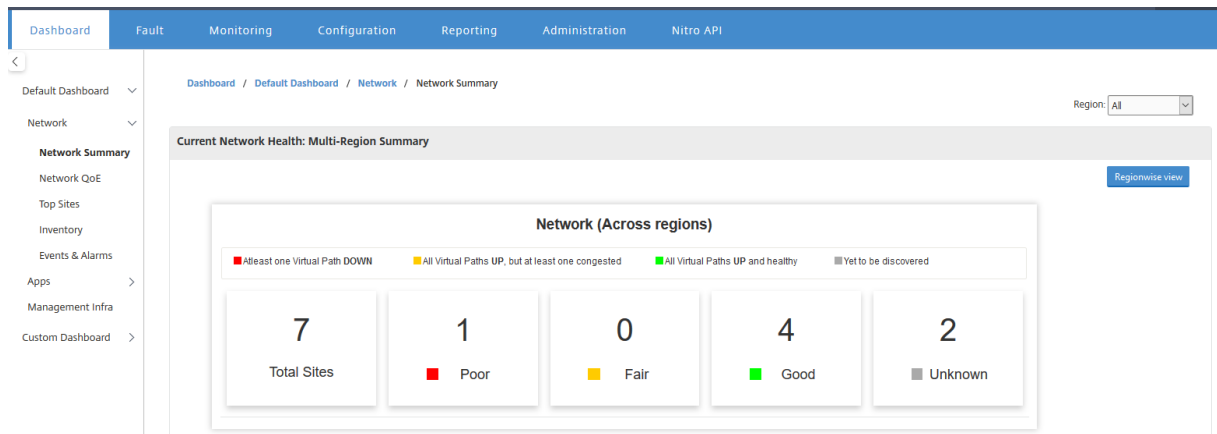 Dashboard Fault Monitoring Configuration Reporting Administration Nitro API
Default Dashboard
Network
Network Summary
Network QoE
Top Sites
Inventory
Events & Alarms
Apps
Management Infra
Custom Dashboard
Dashboard / Default Dashboard / Network / Network Summary
Region: All
Current Network Health: Multi-Region Summary
Regionwise view
Network (Across regions)
Atleast one Virtual Path DOWN All Virtual Paths UP, but at least one congested All Virtual Paths UP and healthy Yet to be discovered
7
Total Sites
1
Poor
0
Fair
4
Good
2
Unknown